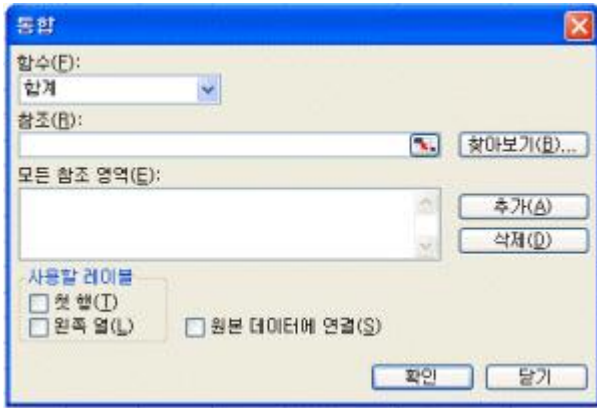 통합
함수(F):
합계
참조(R):
찾아보기(B)...
모든 참조 영역(E):
추가(A)
삭제(D)
사용할 레이블
첫 행(T)
왼쪽 열(L)
원본 데이터에 연결(S)
확인
닫기